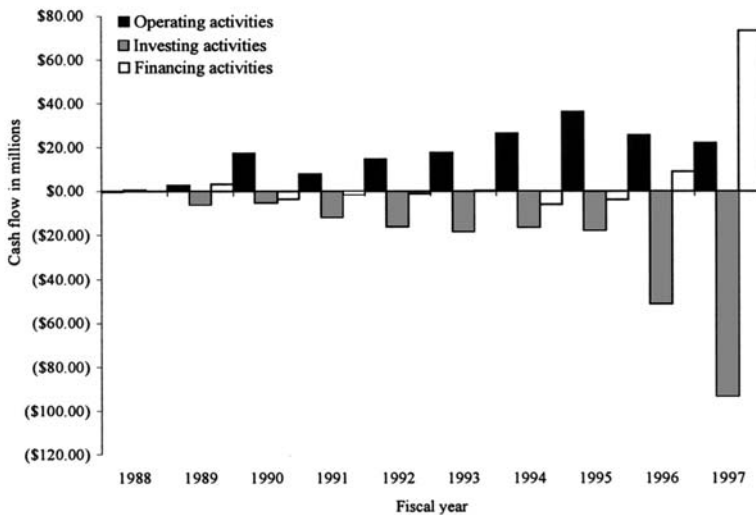 $80.00
$60.00
$40.00
$20.00
$0.00
($20.00)
($40.00)
($60.00)
($80.00)
($100.00)
($120.00)
Cash flow in millions
Operating activities
Investing activities
Financing activities
1988 1989 1990 1991 1992 1993 1994 1995 1996 1997
Fiscal year